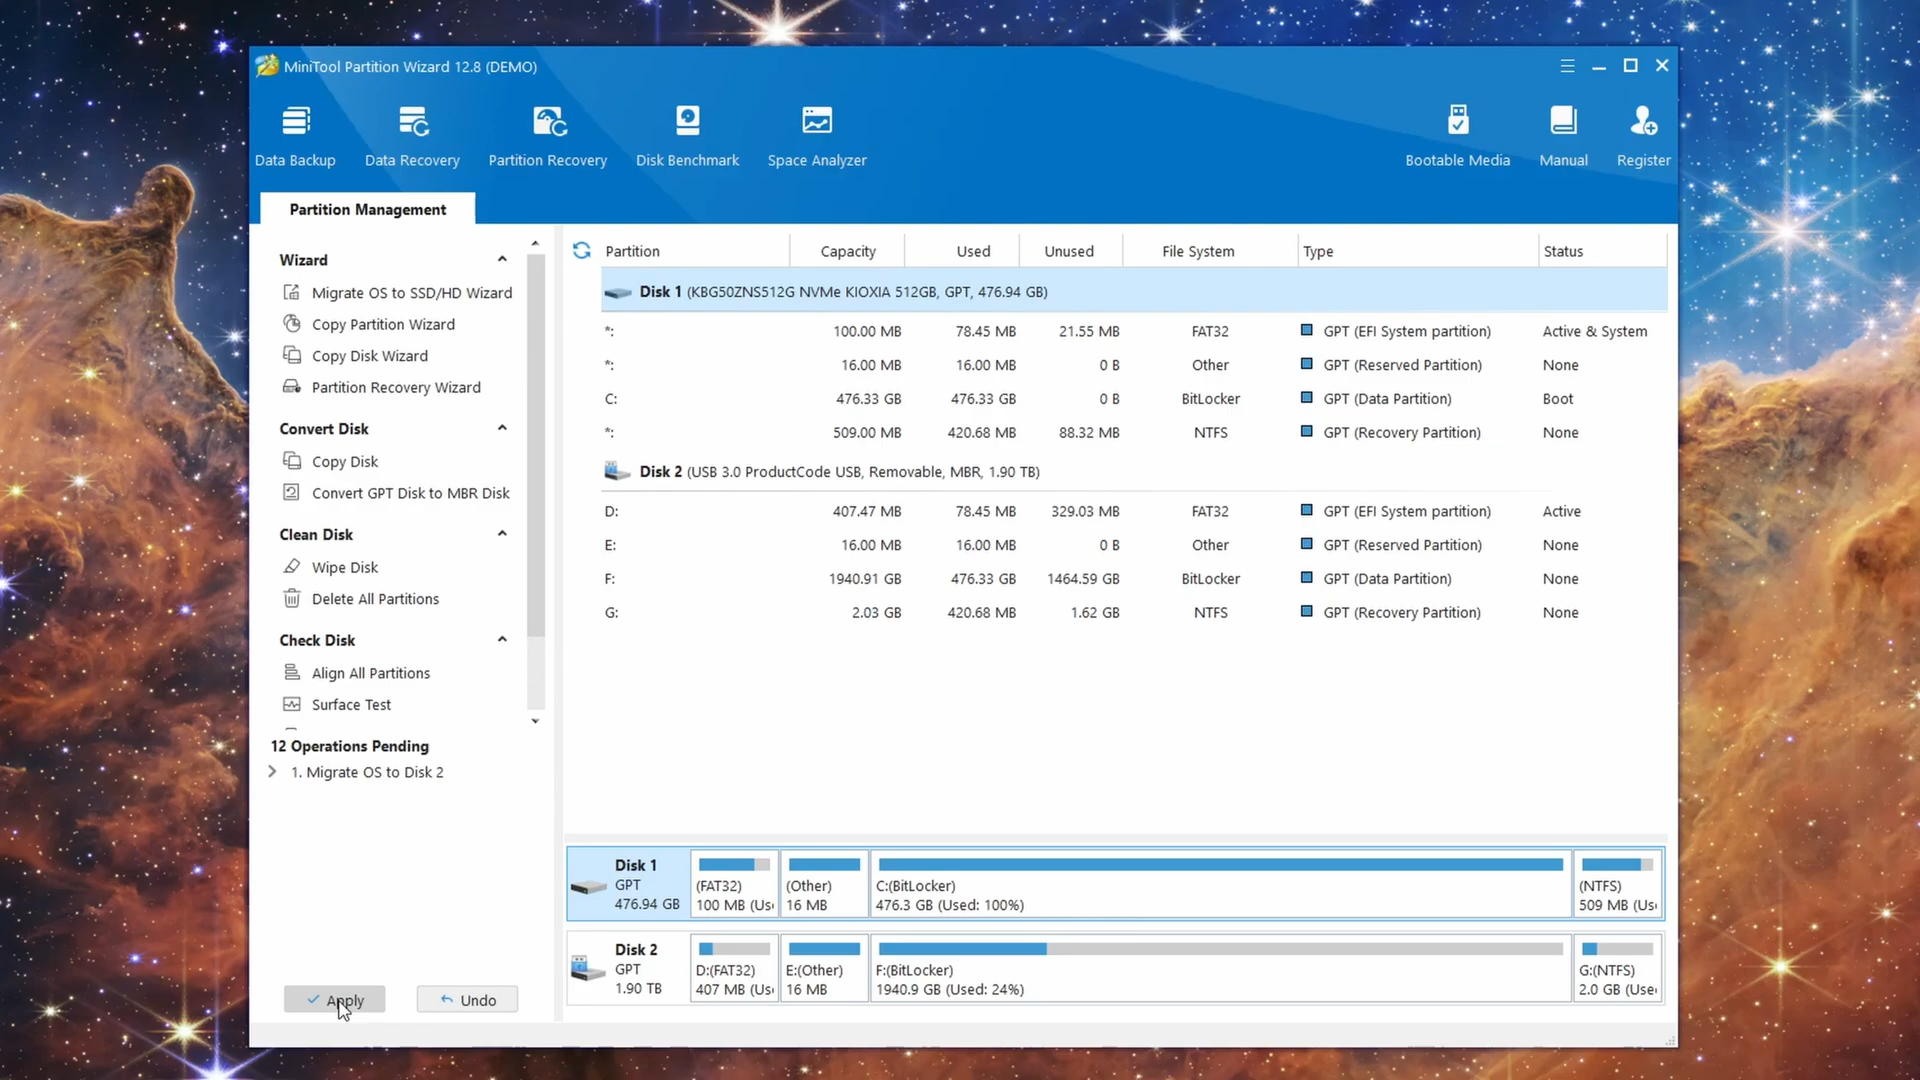 MiniTool Partition Wizard 12.8 (DEMO)
Data Backup Data Recovery Partition Recovery Disk Benchmark Space Analyzer Bootable Media Manual Register
Partition Management
Wizard
Migrate OS to SSD/HD Wizard
Copy Partition Wizard
Copy Disk Wizard
Partition Recovery Wizard
Convert Disk
Copy Disk
Convert GPT Disk to MBR Disk
Clean Disk
Wipe Disk
Delete All Partitions
Check Disk
Align All Partitions
Surface Test
12 Operations Pending
1. Migrate OS to Disk 2
Apply Undo
Partition Capacity Used Unused File System Type Status
Disk 1 (KBG50ZNS512G NVMe KIOXIA 512GB, GPT, 476.94 GB)
*: 100.00 MB 78.45 MB 21.55 MB FAT32 GPT (EFI System partition) Active & System
*: 16.00 MB 16.00 MB 0 B Other GPT (Reserved Partition) None
C: 476.33 GB 476.33 GB 0 B BitLocker GPT (Data Partition) Boot
*: 509.00 MB 420.68 MB 88.32 MB NTFS GPT (Recovery Partition) None
Disk 2 (USB 3.0 ProductCode USB, Removable, MBR, 1.90 TB)
D: 407.47 MB 78.45 MB 329.03 MB FAT32 GPT (EFI System partition) Active
E: 16.00 MB 16.00 MB 0 B Other GPT (Reserved Partition) None
F: 1940.91 GB 476.33 GB 1464.59 GB BitLocker GPT (Data Partition) None
G: 2.03 GB 420.68 MB 1.62 GB NTFS GPT (Recovery Partition) None
Disk 1
GPT (FAT32) (Other) C:(BitLocker) (NTFS)
476.94 GB 100 MB (Us 16 MB 476.3 GB (Used: 100%) 509 MB (Us
Disk 2
GPT D:(FAT32) E:(Other) F:(BitLocker) G:(NTFS)
1.90 TB 407 MB (Us 16 MB 1940.9 GB (Used: 24%) 2.0 GB (Use